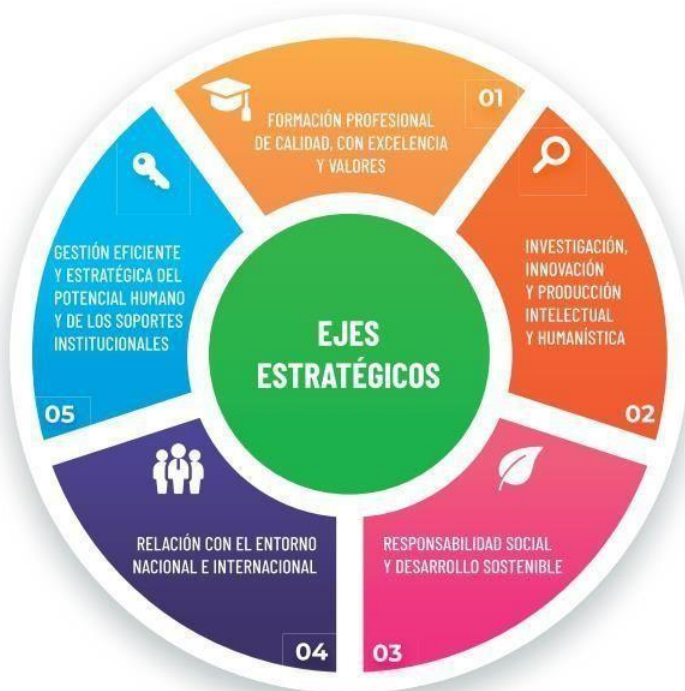 01
FORMACIÓN PROFESIONAL
DE CALIDAD, CON EXCELENCIA
Y VALORES
INVESTIGACIÓN,
INNOVACIÓN
Y PRODUCCIÓN
INTELECTUAL
Y HUMANÍSTICA
02
RESPONSABILIDAD SOCIAL
Y DESARROLLO SOSTENIBLE
03
RELACIÓN CON EL ENTORNO
NACIONAL E INTERNACIONAL
04
GESTIÓN EFICIENTE
Y ESTRATÉGICA DEL
POTENCIAL HUMANO
Y DE LOS SOPORTES
INSTITUCIONALES
05
EJES
ESTRATÉGICOS